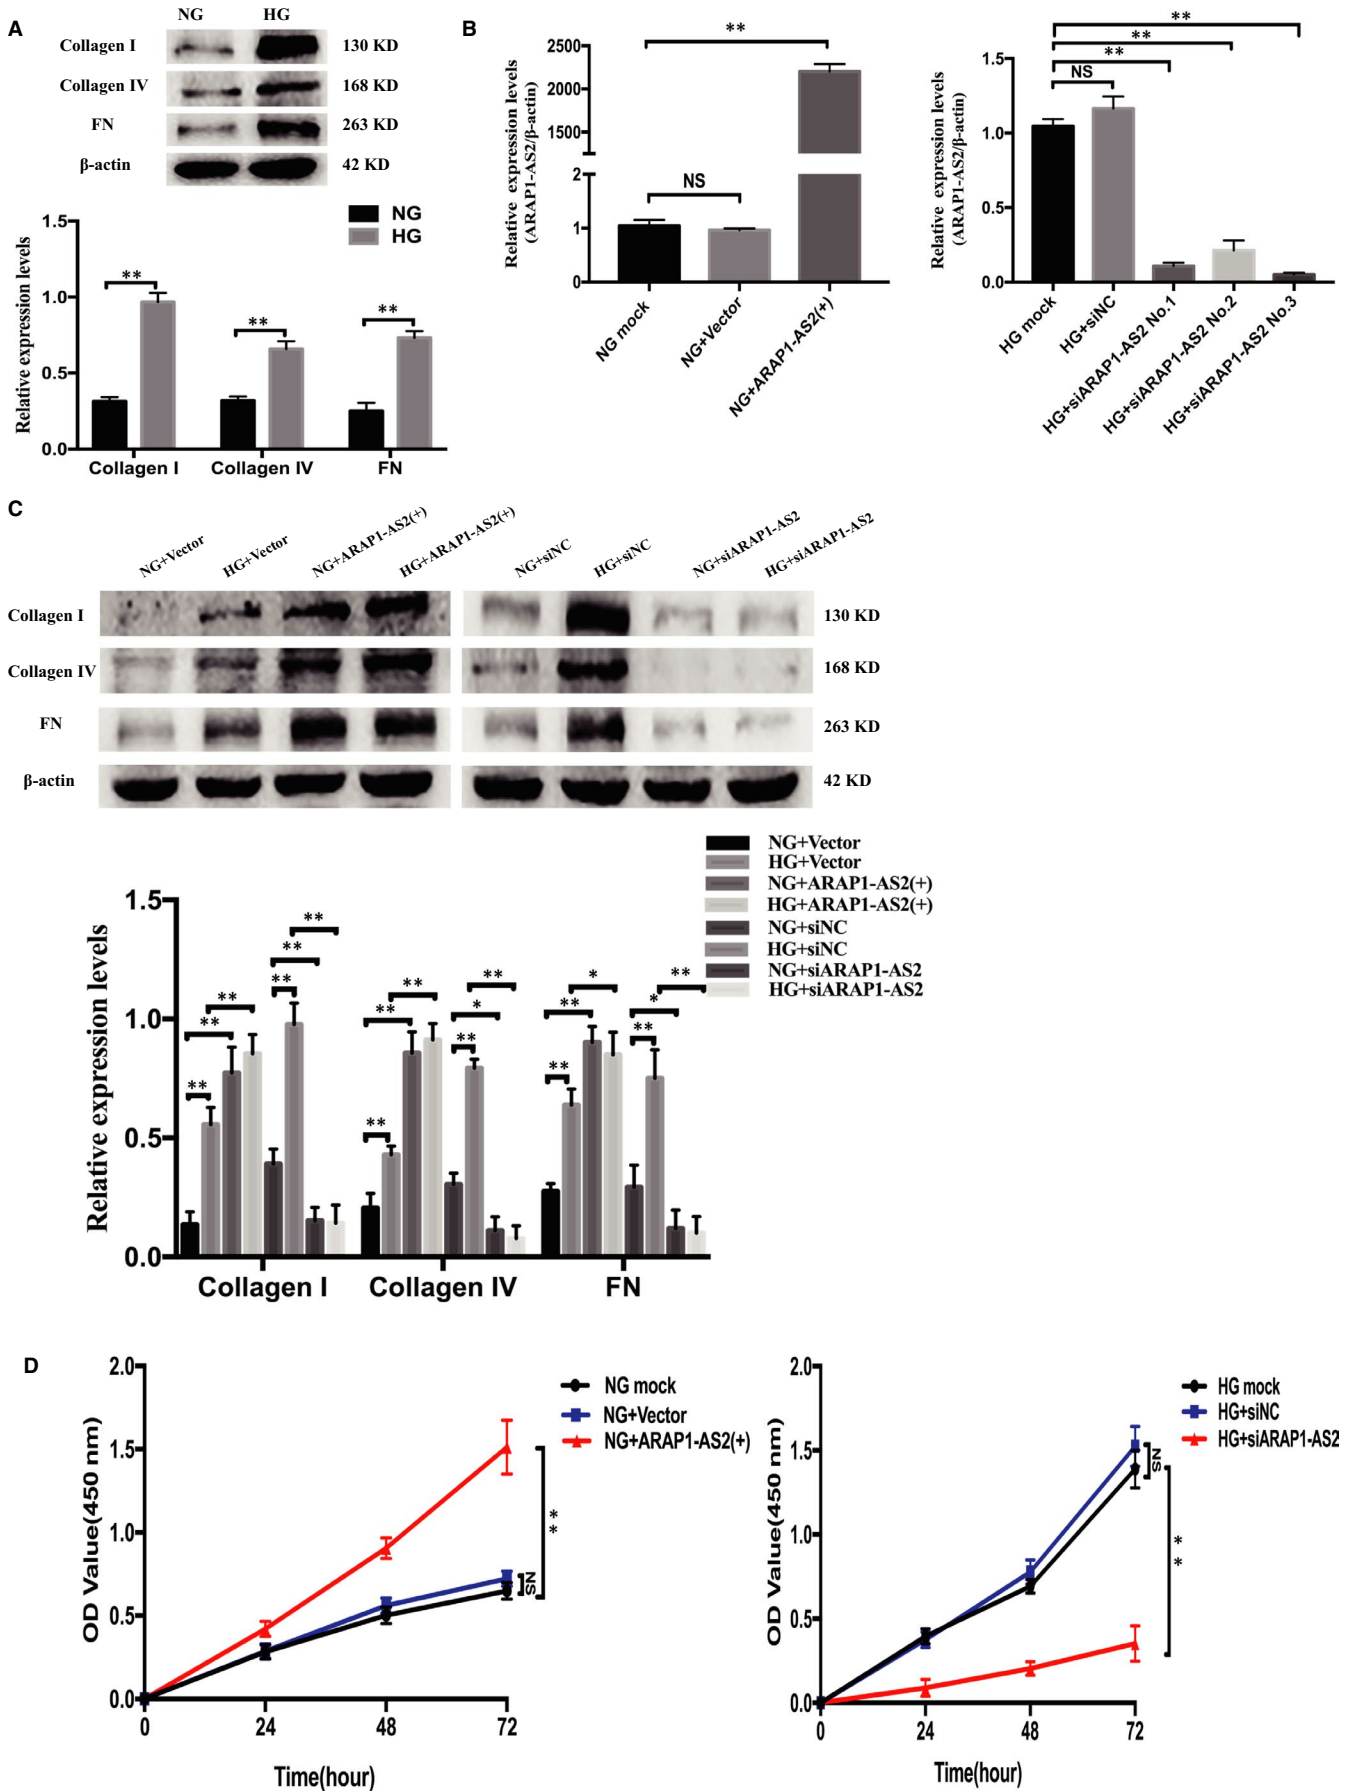 A
NG HG
Collagen I 130 KD
Collagen IV 168 KD
FN 263 KD
β-actin 42 KD
NG
HG
Relative expression levels
1.5
1.0
0.5
0.0
** ** **
Collagen I Collagen IV FN
B
Relative expression levels
(ARAP1-AS2/β-actin)
2500
2000
1500
2
1
0
**
NS
NG mock
NG+Vector
NG+ARAP1-AS2(+)
Relative expression levels
(ARAP1-AS2/β-actin)
1.5
1.0
0.5
0.0
**
**
**
NS
HG mock
HG+siNC
HG+siARAP1-AS2 No.1
HG+siARAP1-AS2 No.2
HG+siARAP1-AS2 No.3
C
NG+Vector HG+Vector NG+ARAP1-AS2(+) HG+ARAP1-AS2(+) NG+siNC HG+siNC NG+siARAP1-AS2 HG+siARAP1-AS2
Collagen I 130 KD
Collagen IV 168 KD
FN 263 KD
β-actin 42 KD
NG+Vector
HG+Vector
NG+ARAP1-AS2(+)
HG+ARAP1-AS2(+)
NG+siNC
HG+siNC
NG+siARAP1-AS2
HG+siARAP1-AS2
Relative expression levels
1.5
1.0
0.5
0.0
** ** ** ** ** **
** ** ** ** * **
** ** * ** * **
Collagen I Collagen IV FN
D
OD Value(450 nm)
2.0
1.5
1.0
0.5
0.0
0 24 48 72
Time(hour)
NG mock
NG+Vector
NG+ARAP1-AS2(+)
NS
**
OD Value(450 nm)
2.0
1.5
1.0
0.5
0.0
0 24 48 72
Time(hour)
HG mock
HG+siNC
HG+siARAP1-AS2
NS
**